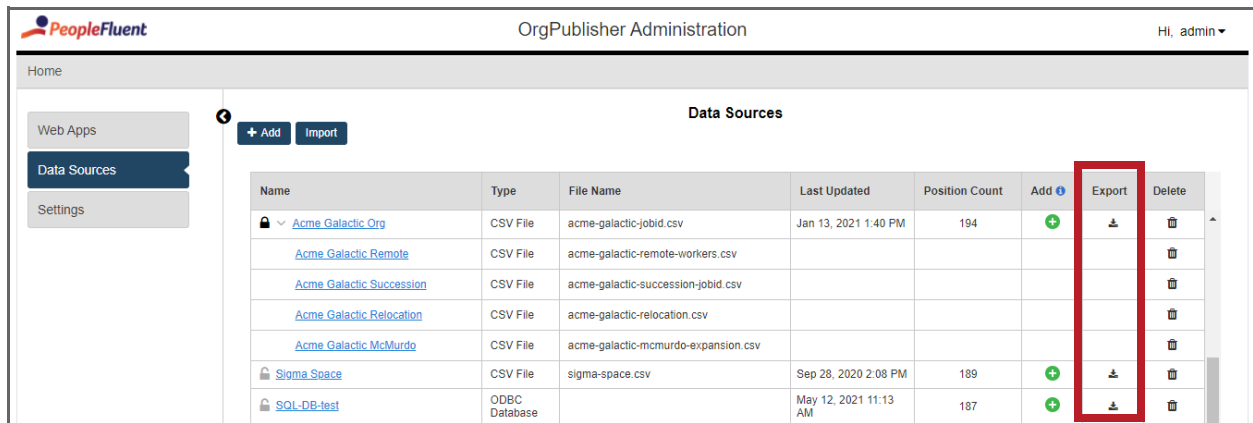 PeopleFluent
OrgPublisher Administration
Hi, admin
Home
Web Apps
Data Sources
Settings
Data Sources
+ Add Import
Name Type File Name Last Updated Position Count Add Export Delete
Acme Galactic Org CSV File acme-galactic-jobid.csv Jan 13, 2021 1:40 PM 194
Acme Galactic Remote CSV File acme-galactic-remote-workers.csv
Acme Galactic Succession CSV File acme-galactic-succession-jobid.csv
Acme Galactic Relocation CSV File acme-galactic-relocation.csv
Acme Galactic McMurdo CSV File acme-galactic-mcmurdo-expansion.csv
Sigma Space CSV File sigma-space.csv Sep 28, 2020 2:08 PM 189
SQL-DB-test ODBC Database May 12, 2021 11:13 AM 187